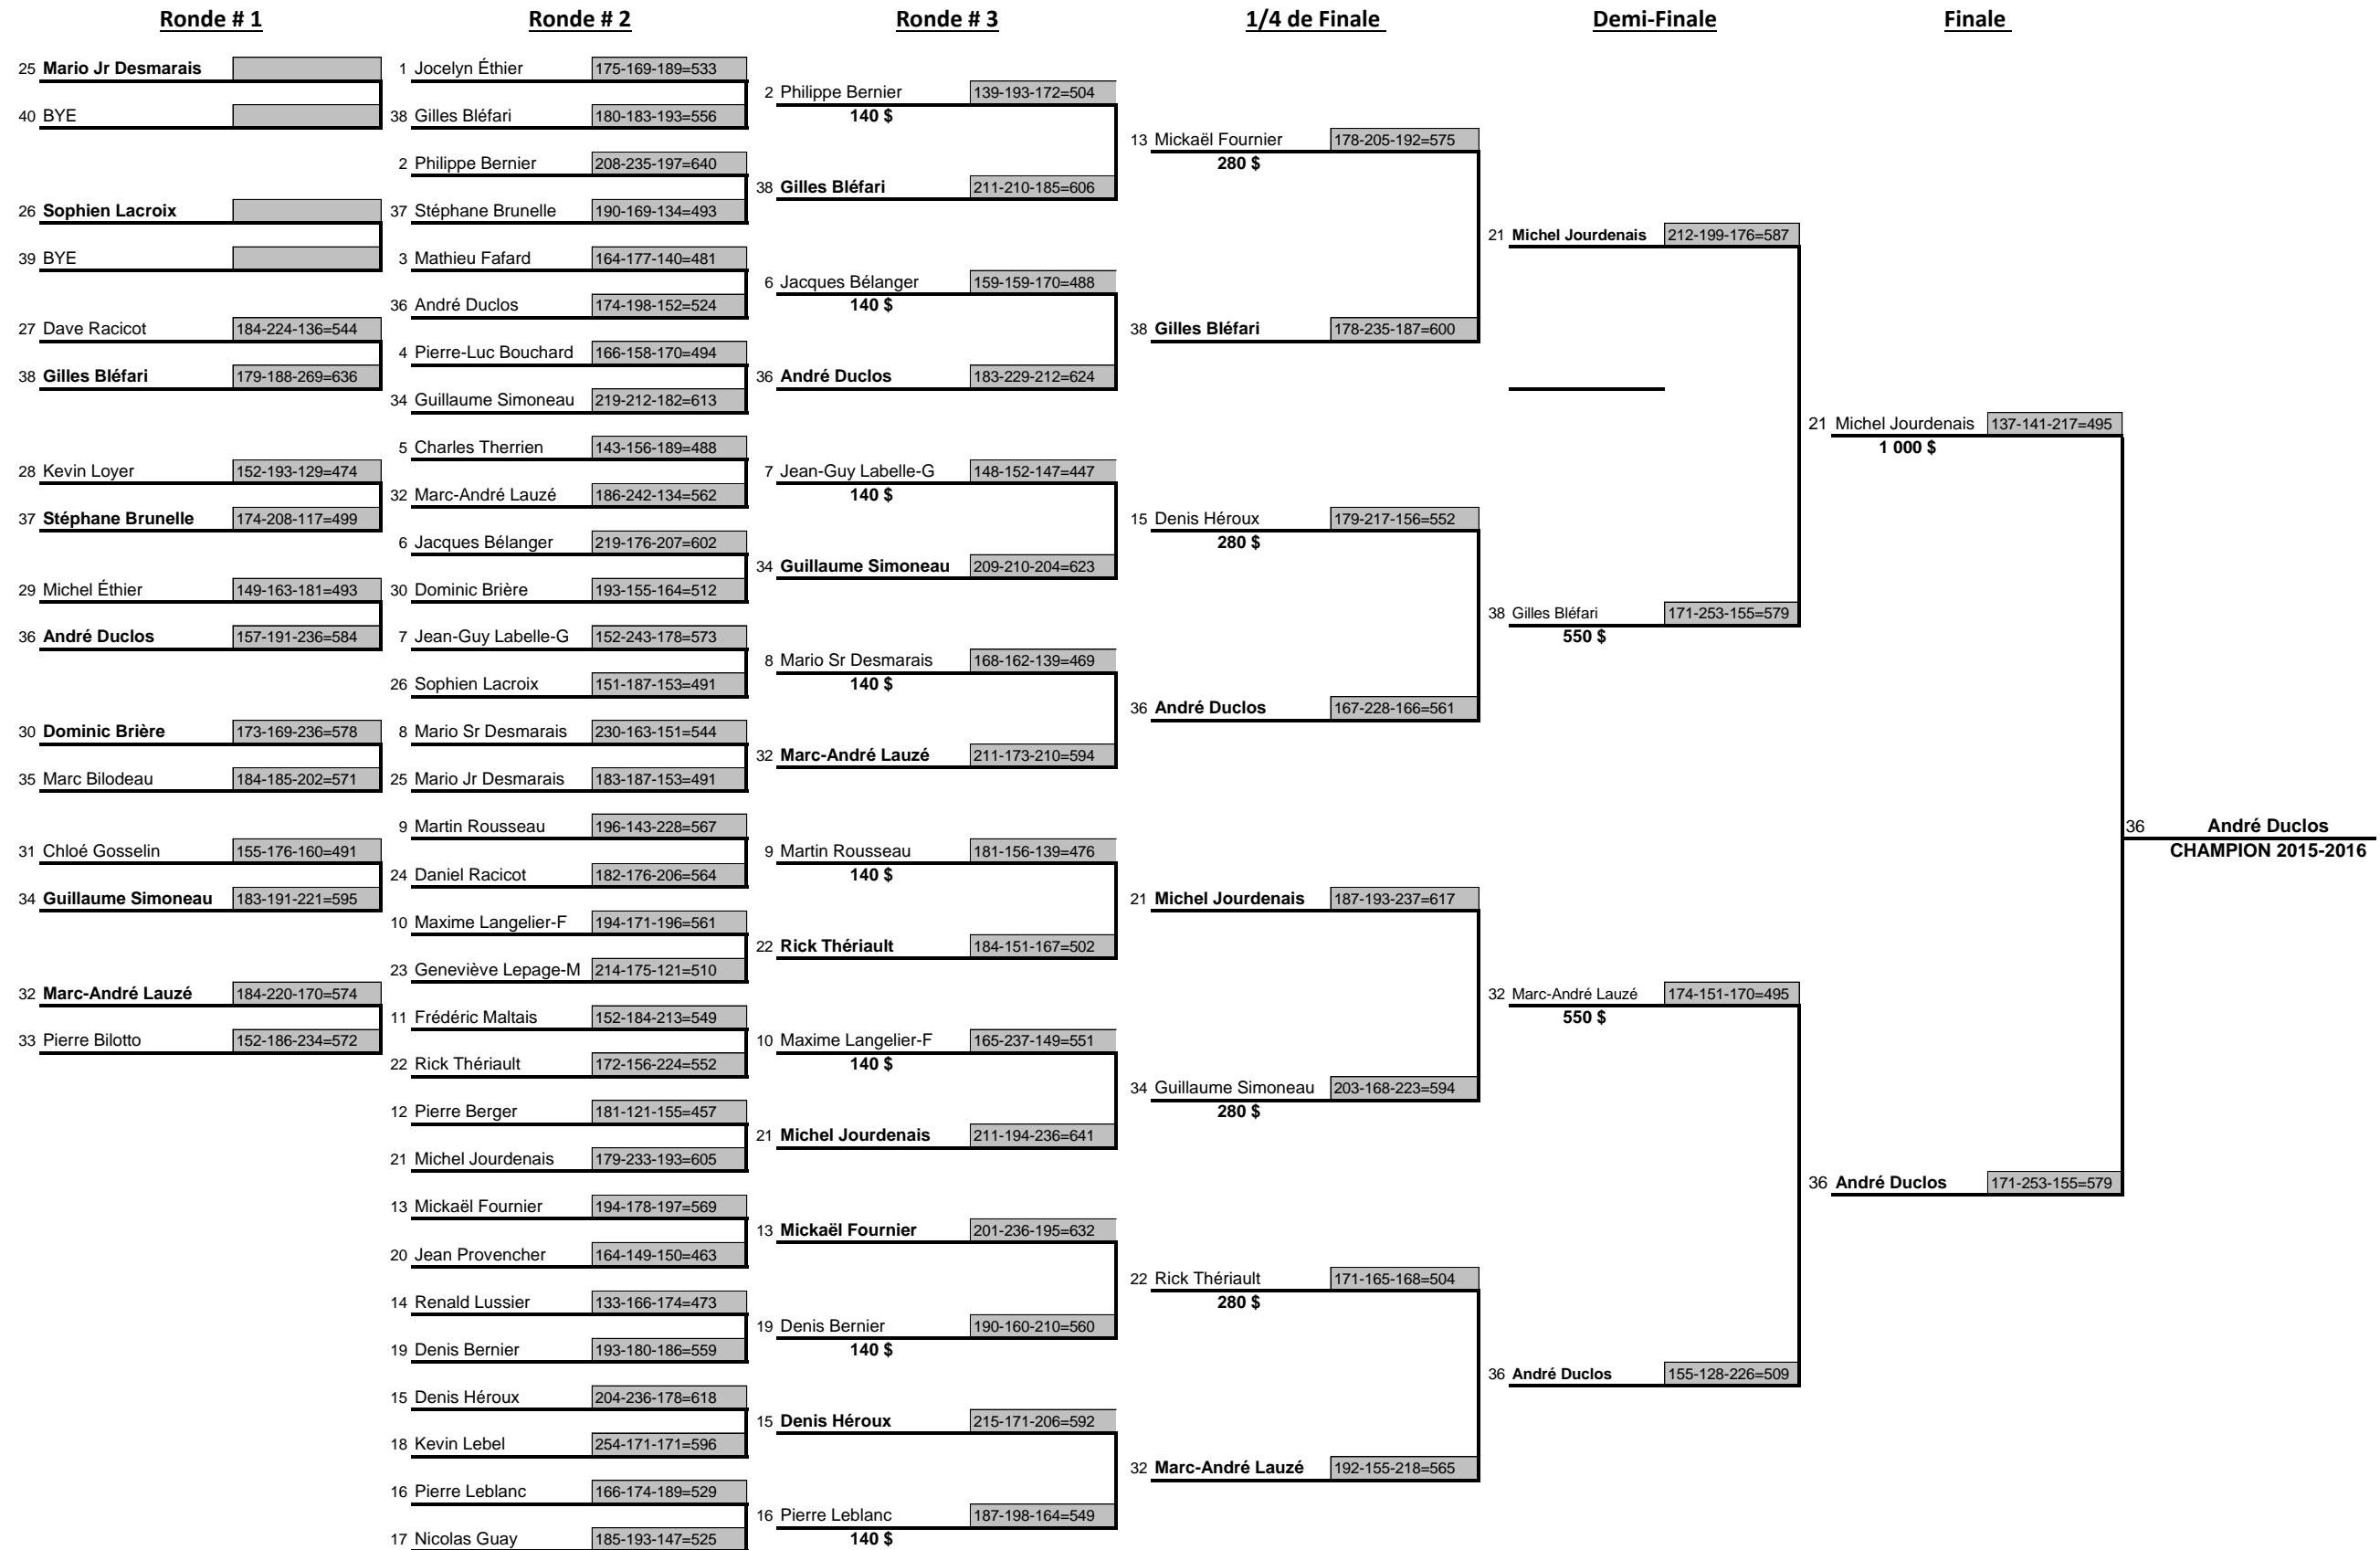 Ronde # 1
25 Mario Jr Desmarais
40 BYE
26 Sophien Lacroix
39 BYE
27 Dave Racicot 184-224-136=544
38 Gilles Bléfari 179-188-269=636
28 Kevin Loyer 152-193-129=474
37 Stéphane Brunelle 174-208-117=499
29 Michel Éthier 149-163-181=493
36 André Duclos 157-191-236=584
30 Dominic Brière 173-169-236=578
35 Marc Bilodeau 184-185-202=571
31 Chloé Gosselin 155-176-160=491
34 Guillaume Simoneau 183-191-221=595
32 Marc-André Lauzé 184-220-170=574
33 Pierre Bilotto 152-186-234=572
Ronde # 2
1 Jocelyn Éthier 175-169-189=533
38 Gilles Bléfari 180-183-193=556
2 Philippe Bernier 208-235-197=640
37 Stéphane Brunelle 190-169-134=493
3 Mathieu Fafard 164-177-140=481
36 André Duclos 174-198-152=524
4 Pierre-Luc Bouchard 166-158-170=494
34 Guillaume Simoneau 219-212-182=613
5 Charles Therrien 143-156-189=488
32 Marc-André Lauzé 186-242-134=562
6 Jacques Bélanger 219-176-207=602
30 Dominic Brière 193-155-164=512
7 Jean-Guy Labelle-G 152-243-178=573
26 Sophien Lacroix 151-187-153=491
8 Mario Sr Desmarais 230-163-151=544
25 Mario Jr Desmarais 183-187-153=491
9 Martin Rousseau 196-143-228=567
24 Daniel Racicot 182-176-206=564
10 Maxime Langelier-F 194-171-196=561
23 Geneviève Lepage-M 214-175-121=510
11 Frédéric Maltais 152-184-213=549
22 Rick Thériault 172-156-224=552
12 Pierre Berger 181-121-155=457
21 Michel Jourdenais 179-233-193=605
13 Mickaël Fournier 194-178-197=569
20 Jean Provencher 164-149-150=463
14 Renald Lussier 133-166-174=473
19 Denis Bernier 193-180-186=559
15 Denis Héroux 204-236-178=618
18 Kevin Lebel 254-171-171=596
16 Pierre Leblanc 166-174-189=529
17 Nicolas Guay 185-193-147=525
Ronde # 3
2 Philippe Bernier 139-193-172=504
140 $
38 Gilles Bléfari 211-210-185=606
6 Jacques Bélanger 159-159-170=488
140 $
36 André Duclos 183-229-212=624
7 Jean-Guy Labelle-G 148-152-147=447
140 $
34 Guillaume Simoneau 209-210-204=623
8 Mario Sr Desmarais 168-162-139=469
140 $
32 Marc-André Lauzé 211-173-210=594
9 Martin Rousseau 181-156-139=476
140 $
22 Rick Thériault 184-151-167=502
10 Maxime Langelier-F 165-237-149=551
140 $
21 Michel Jourdenais 211-194-236=641
13 Mickaël Fournier 201-236-195=632
19 Denis Bernier 190-160-210=560
140 $
15 Denis Héroux 215-171-206=592
16 Pierre Leblanc 187-198-164=549
140 $
1/4 de Finale
13 Mickaël Fournier 178-205-192=575
280 $
38 Gilles Bléfari 178-235-187=600
15 Denis Héroux 179-217-156=552
280 $
36 André Duclos 167-228-166=561
21 Michel Jourdenais 187-193-237=617
34 Guillaume Simoneau 203-168-223=594
280 $
22 Rick Thériault 171-165-168=504
280 $
32 Marc-André Lauzé 192-155-218=565
Demi-Finale
21 Michel Jourdenais 212-199-176=587
38 Gilles Bléfari 171-253-155=579
550 $
32 Marc-André Lauzé 174-151-170=495
550 $
36 André Duclos 155-128-226=509
Finale
21 Michel Jourdenais 137-141-217=495
1 000 $
36 André Duclos 171-253-155=579
36 André Duclos
CHAMPION 2015-2016